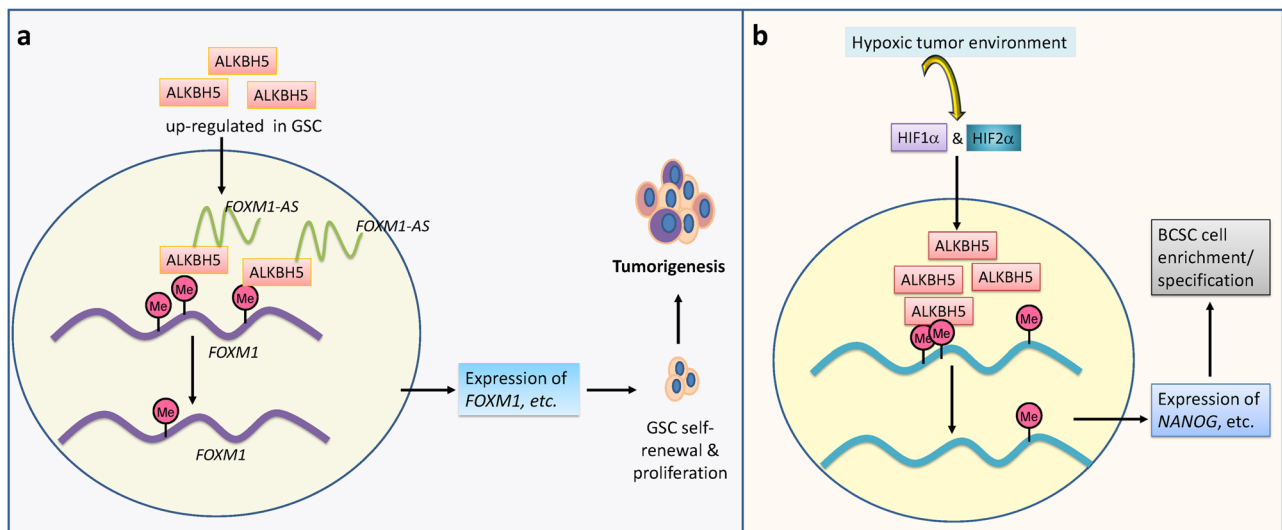 a
ALKBH5
ALKBH5
ALKBH5
up-regulated in GSC
FOXM1-AS
FOXM1-AS
ALKBH5
ALKBH5
Me
Me
Me
FOXM1
Me
FOXM1
Expression of
FOXM1, etc.
Tumorigenesis
GSC self-
renewal &
proliferation
b
Hypoxic tumor environment
HIF1α & HIF2α
ALKBH5
ALKBH5
ALKBH5
ALKBH5
Me
Me
Me
Me
BCSC cell
enrichment/
specification
Expression of
NANOG, etc.